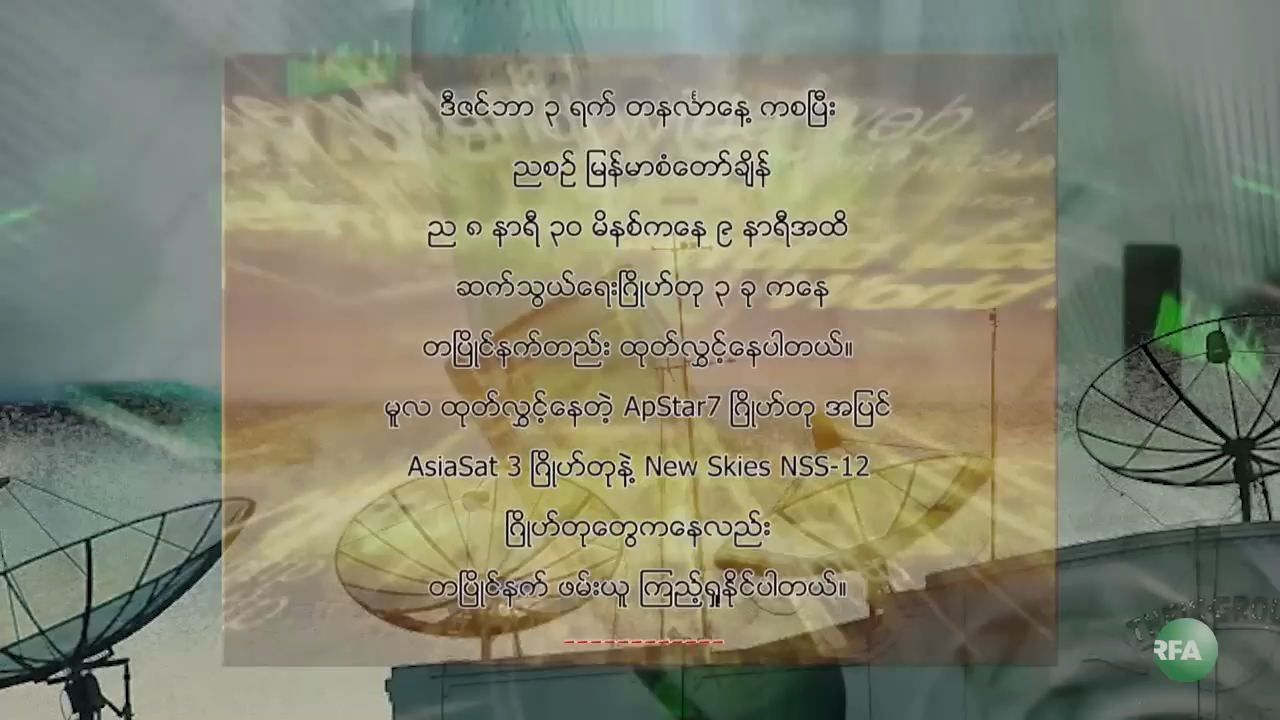 ဒီဇင်ဘာ ၃ ရက် တနင်္လာနေ့ ကစပြီး
ညစဉ် မြန်မာစံတော်ချိန်
ည ၈ နာရီ ၃၀ မိနစ်ကနေ ၉ နာရီအထိ
ဆက်သွယ်ရေးဂြိုဟ်တု ၃ ခု ကနေ
တပြိုင်နက်တည်း ထုတ်လွှင့်နေပါတယ်။
မူလ ထုတ်လွှင့်နေတဲ့ ApStar7 ဂြိုဟ်တု အပြင်
AsiaSat 3 ဂြိုဟ်တုနဲ့ New Skies NSS-12
ဂြိုဟ်တုတွေကနေလည်း
တပြိုင်နက် ဖမ်းယူ ကြည့်ရှုနိုင်ပါတယ်။
RFA